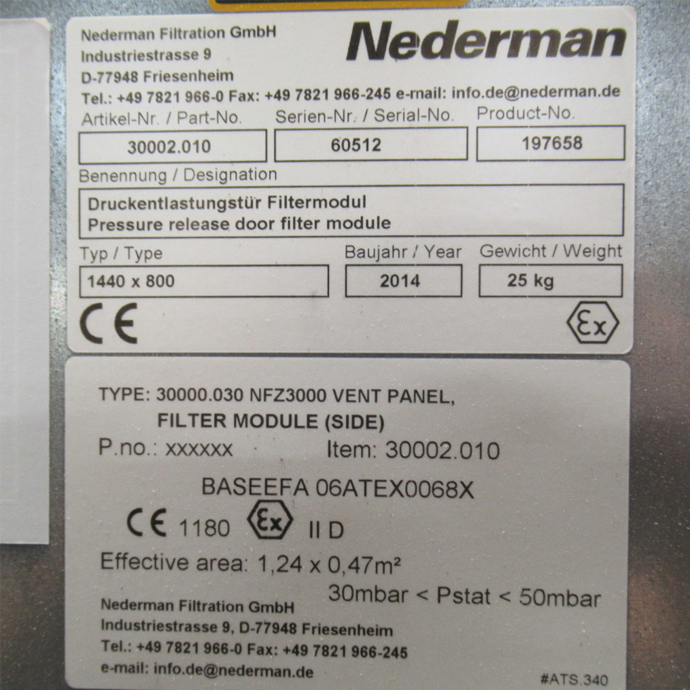 Nederman Filtration GmbH
Industriestrasse 9
D-77948 Friesenheim
Nederman
Tel.: +49 7821 966-0 Fax: +49 7821 966-245 e-mail: info.de@nederman.de
Artikel-Nr. / Part-No. Serien-Nr. / Serial-No. Product-No.
30002.010 60512 197658
Benennung / Designation
Druckentlastungstür Filtermodul
Pressure release door filter module
Typ / Type Baujahr / Year Gewicht / Weight
1440 x 800 2014 25 kg
CE Ex
TYPE: 30000.030 NFZ3000 VENT PANEL,
FILTER MODULE (SIDE)
P.no.: xxxxxx Item: 30002.010
BASEEFA 06ATEX0068X
CE 1180 Ex II D
Effective area: 1,24 x 0,47m²
30mbar < Pstat < 50mbar
Nederman Filtration GmbH
Industriestrasse 9, D-77948 Friesenheim
Tel.: +49 7821 966-0 Fax: +49 7821 966-245
e-mail: info.de@nederman.de
#ATS.340